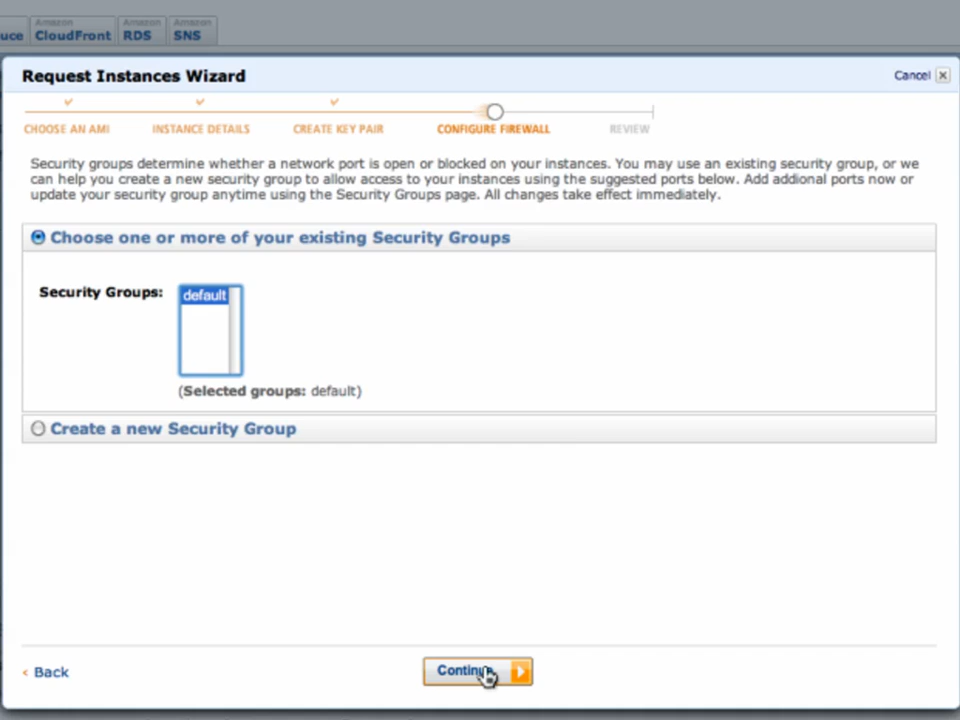 Amazon
Amazon
Amazon
uce
CloudFront
RDS
SNS
Request Instances Wizard
Cancel
CHOOSE AN AMI
INSTANCE DETAILS
CREATE KEY PAIR
CONFIGURE FIREWALL
REVIEW
Security groups determine whether a network port is open or blocked on your instances. You may use an existing security group, or we
can help you create a new security group to allow access to your instances using the suggested ports below. Add addional ports now or
update your security group anytime using the Security Groups page. All changes take effect immediately.
Choose one or more of your existing Security Groups
Security Groups:
default
(Selected groups: default)
Create a new Security Group
< Back
Continue